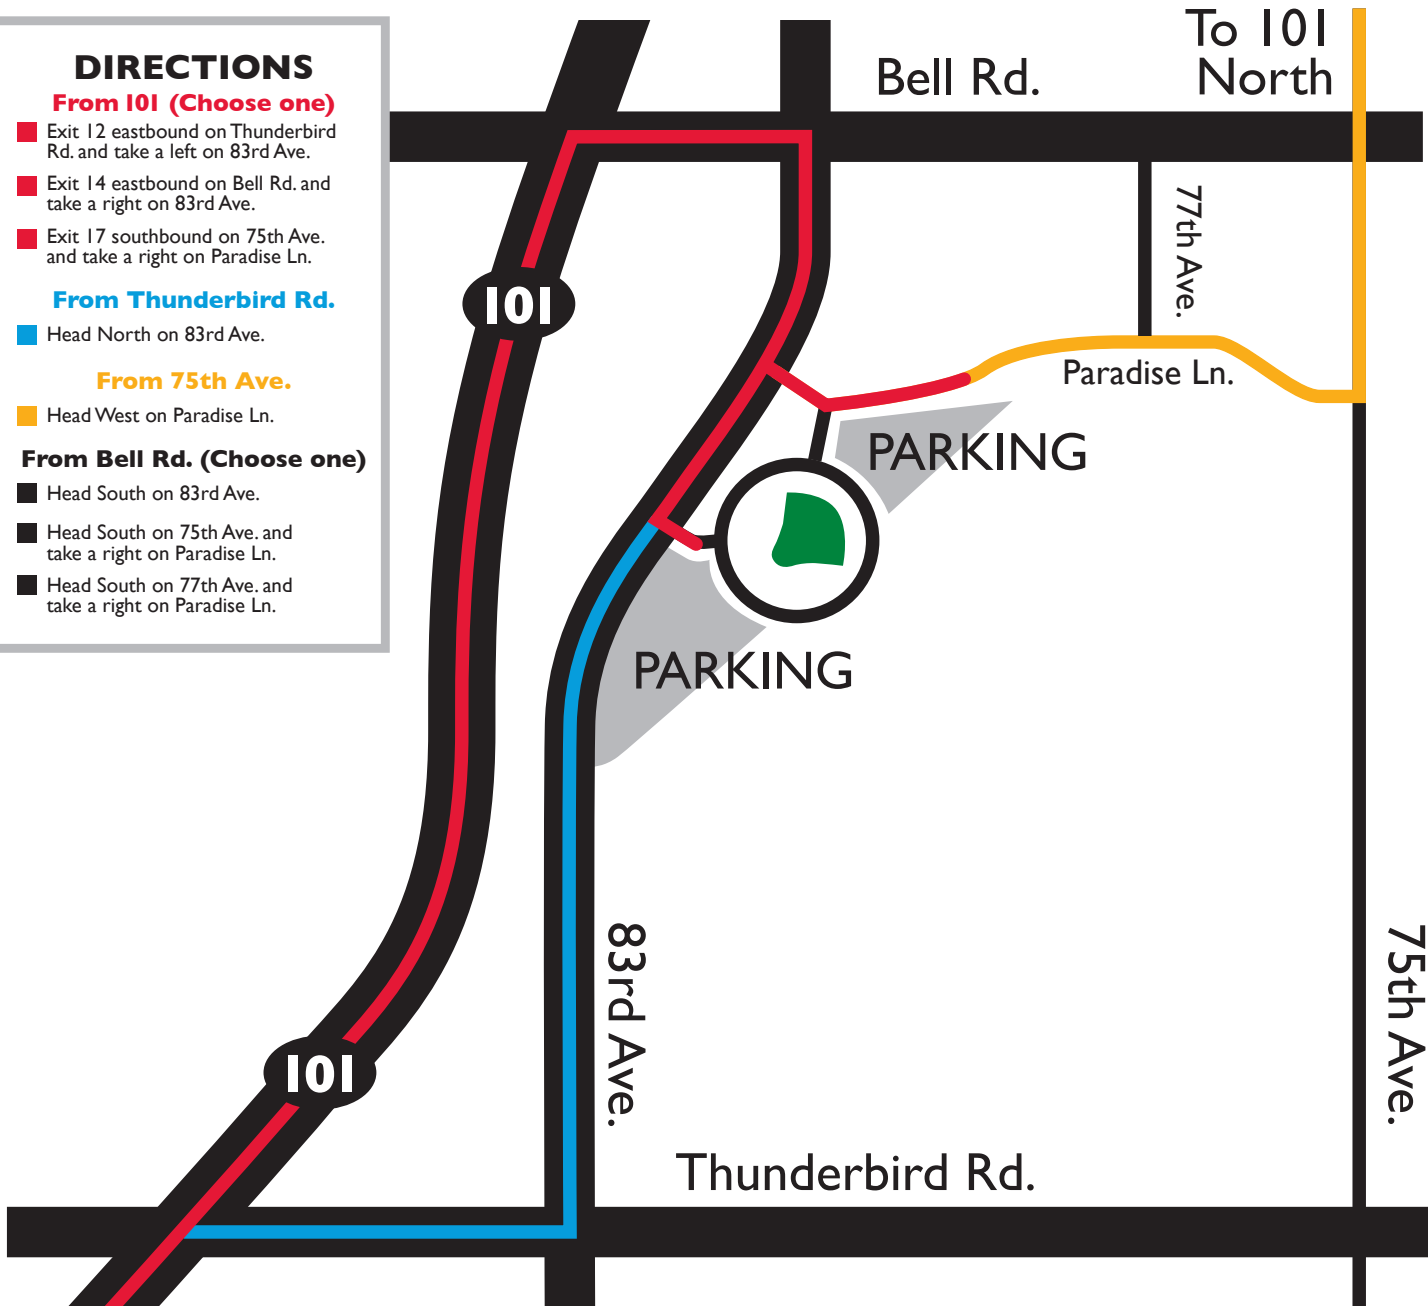 DIRECTIONS
From 101 (Choose one)
Exit 12 eastbound on Thunderbird
Rd. and take a left on 83rd Ave.
Exit 14 eastbound on Bell Rd. and
take a right on 83rd Ave.
Exit 17 southbound on 75th Ave.
and take a right on Paradise Ln.
From Thunderbird Rd.
Head North on 83rd Ave.
From 75th Ave.
Head West on Paradise Ln.
From Bell Rd. (Choose one)
Head South on 83rd Ave.
Head South on 75th Ave. and
take a right on Paradise Ln.
Head South on 77th Ave. and
take a right on Paradise Ln.
To 101
North
Bell Rd.
77th Ave.
101
Paradise Ln.
PARKING
PARKING
83rd Ave.
75th Ave.
101
Thunderbird Rd.